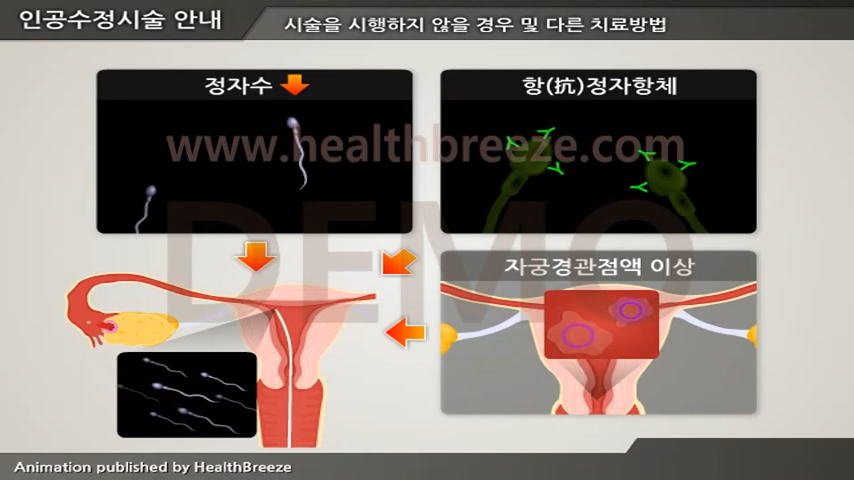 인공수정시술 안내
시술을 시행하지 않을 경우 및 다른 치료방법
정자수
항(抗)정자항체
www.healthbreeze.com
DEMO
자궁경관점액 이상
Animation published by HealthBreeze